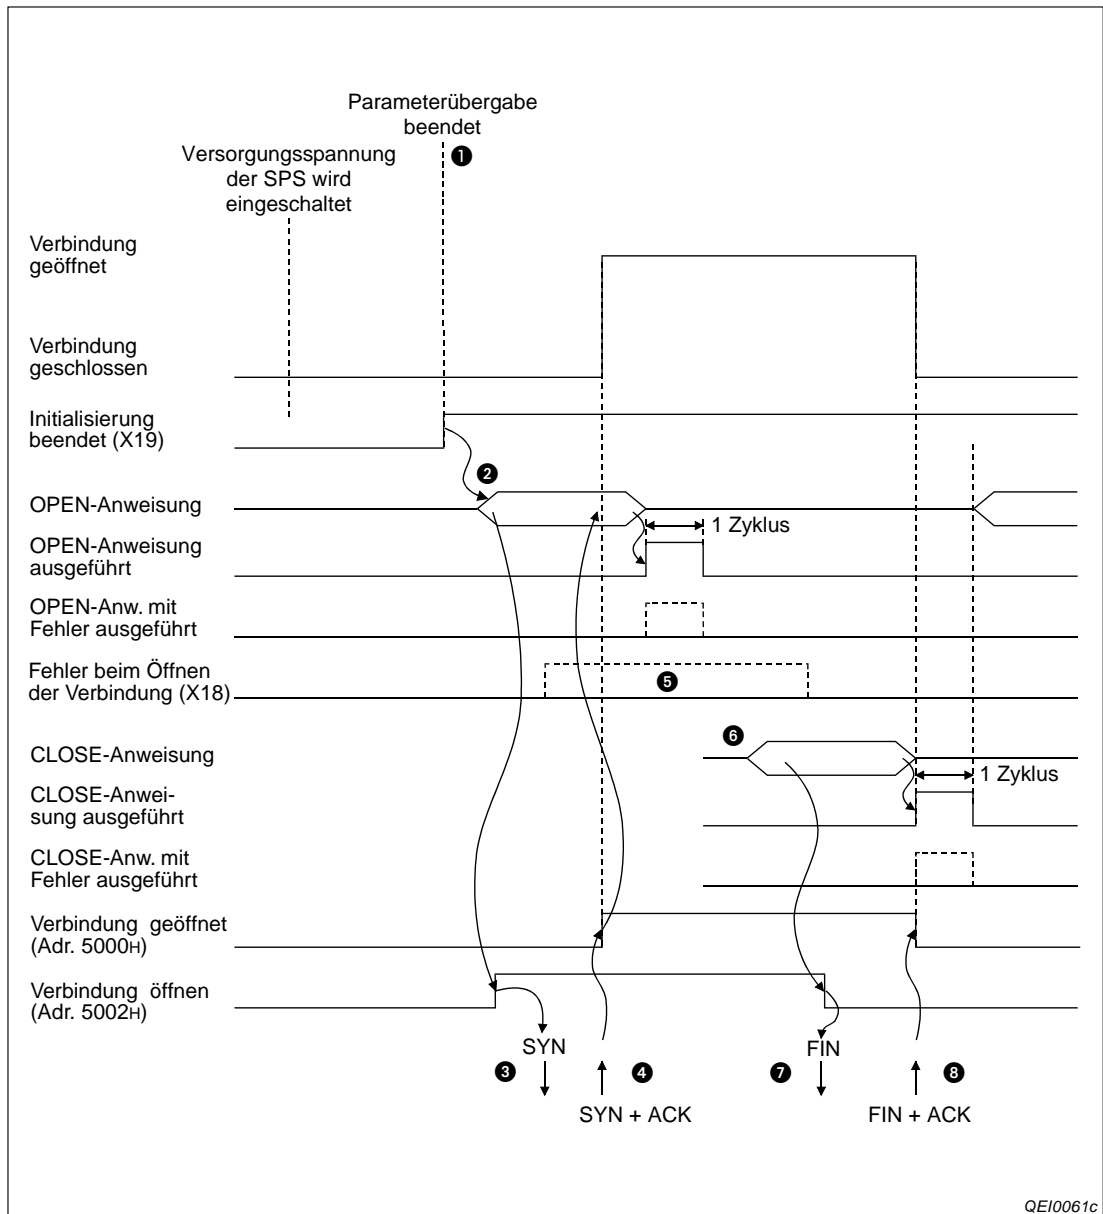 Parameterübergabe
beendet
❶
Versorgungsspannung
der SPS wird
eingeschaltet
Verbindung
geöffnet
Verbindung
geschlossen
Initialisierung
beendet (X19)
❷
OPEN-Anweisung
1 Zyklus
OPEN-Anweisung
ausgeführt
OPEN-Anw. mit
Fehler ausgeführt
Fehler beim Öffnen
der Verbindung (X18)
❺
❻
CLOSE-Anweisung
1 Zyklus
CLOSE-Anwei-
sung ausgeführt
CLOSE-Anw. mit
Fehler ausgeführt
Verbindung geöffnet
(Adr. 5000H)
Verbindung öffnen
(Adr. 5002H)
SYN
FIN
❸
❹
❼
❽
SYN + ACK
FIN + ACK
QEI0061c